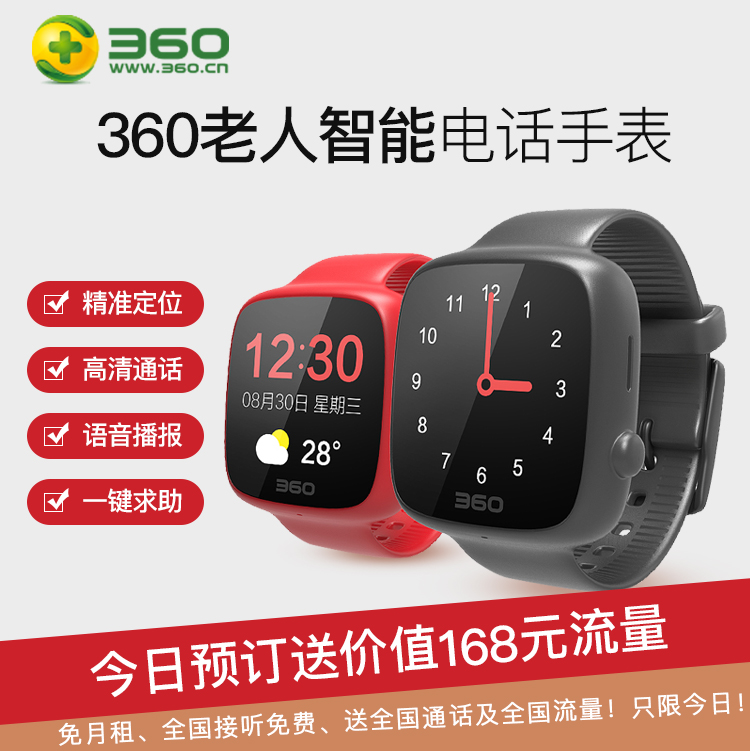 360
WWW.360.CN
360老人智能电话手表
精准定位
高清通话
语音播报
一键求助
12:30
08月30日 星期三
28°
360
12
1
2
3
4
5
6
7
8
9
10
11
360
今日预订送价值168元流量
免月租、全国接听免费、送全国通话及全国流量！只限今日！